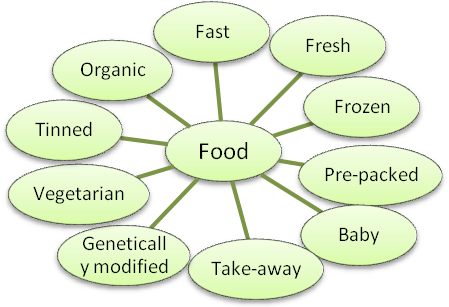 Fast
Fresh
Organic
Frozen
Tinned
Food
Pre-packed
Vegetarian
Baby
Geneticall
y modified
Take-away